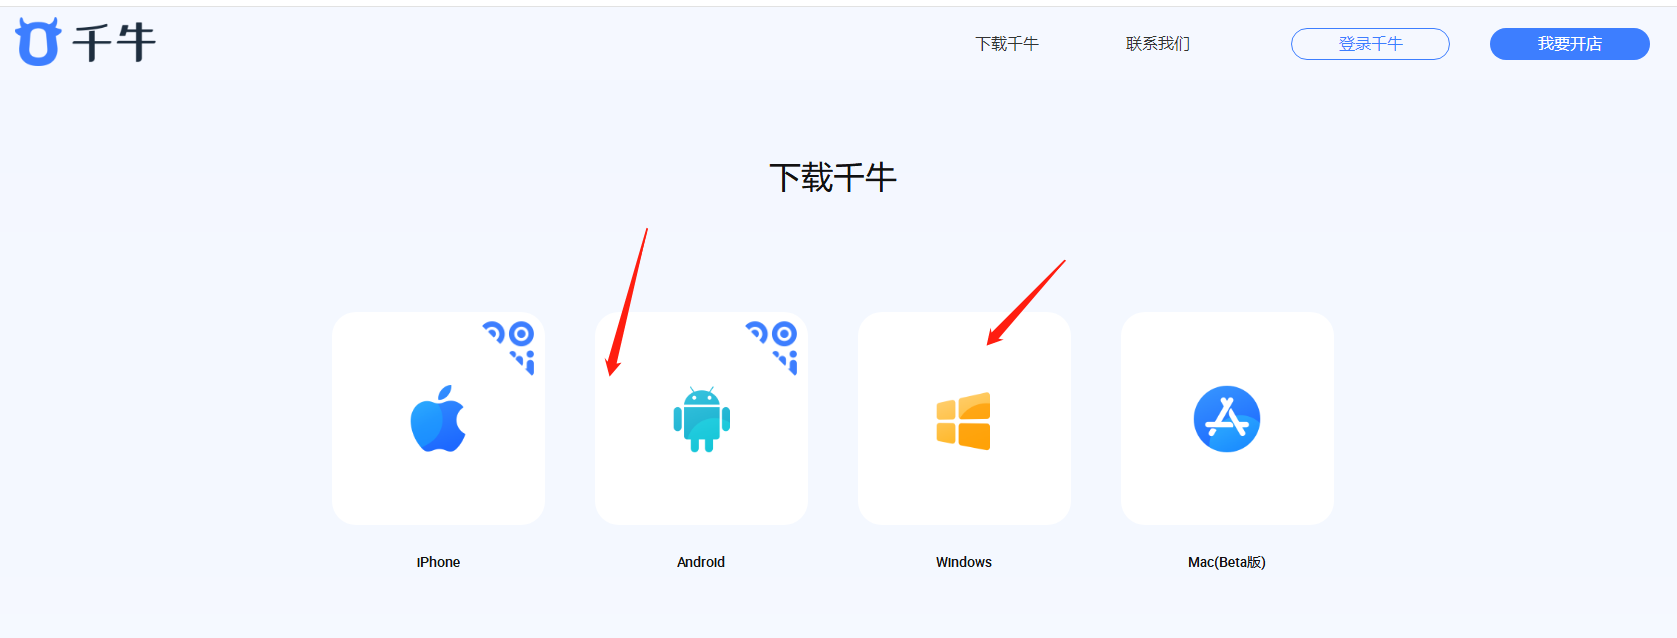 千牛
下载千牛
联系我们
登录千牛
我要开店
下载千牛
iPhone
Android
Windows
Mac(Beta版)